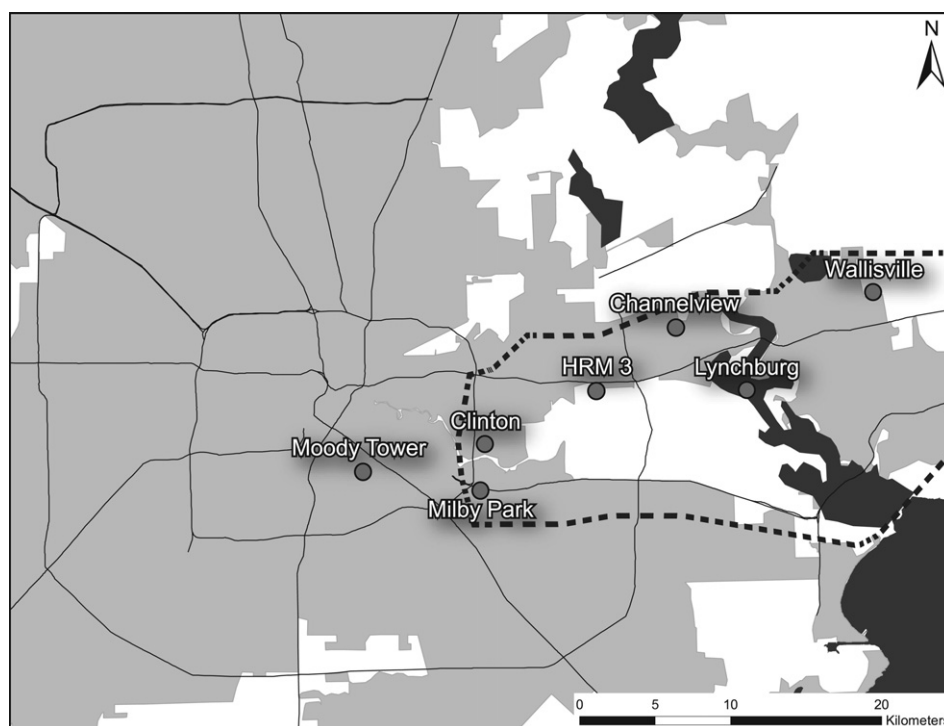 N
Wallisville
Channelview
HRM 3
Lynchburg
Clinton
Moody Tower
Milby Park
0 5 10 20
Kilometers